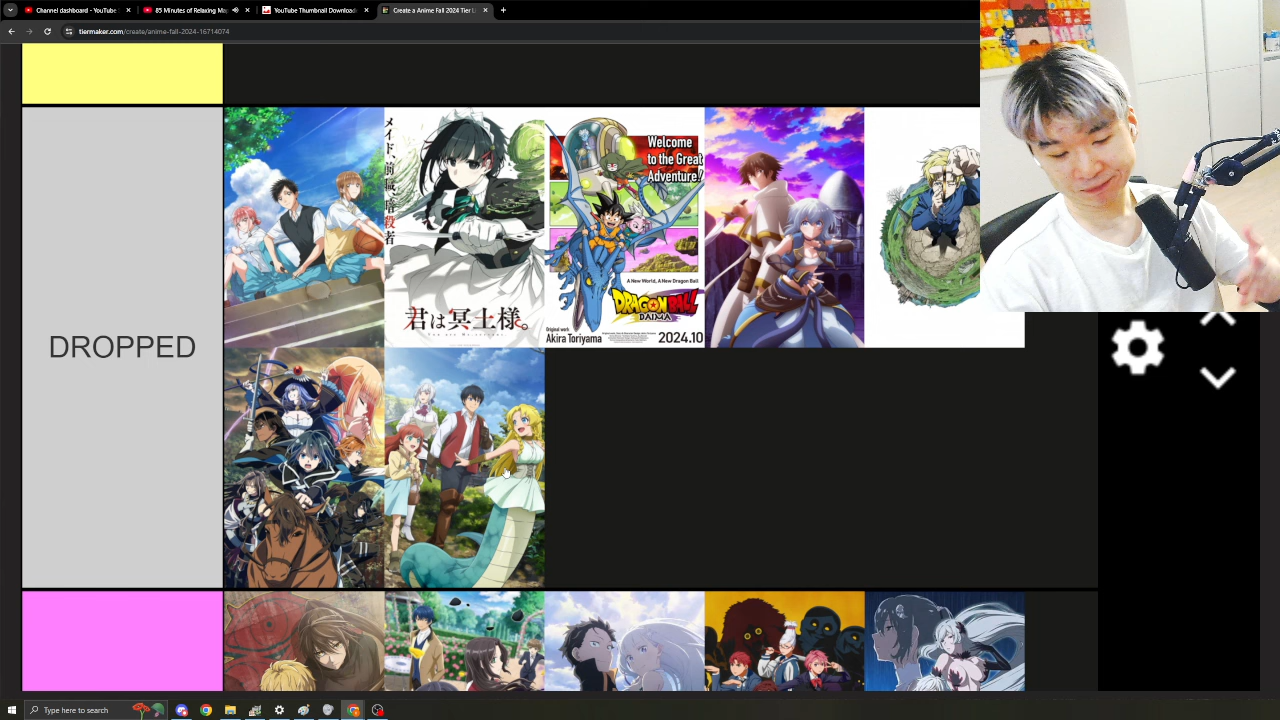 Channel dashboard - YouTube
85 Minutes of Relaxing Ma
YouTube Thumbnail Download
Create a Anime Fall 2024 Tier L
tiermaker.com/create/anime-fall-2024-16714074
メイド、前職、暗殺者
君は冥土様。
Welcome
to the Great
Adventure!
A New World, A New Dragon Ball
DRAGON BALL
DAIMA
Original work
Akira Toriyama
2024.10
DROPPED
Type here to search